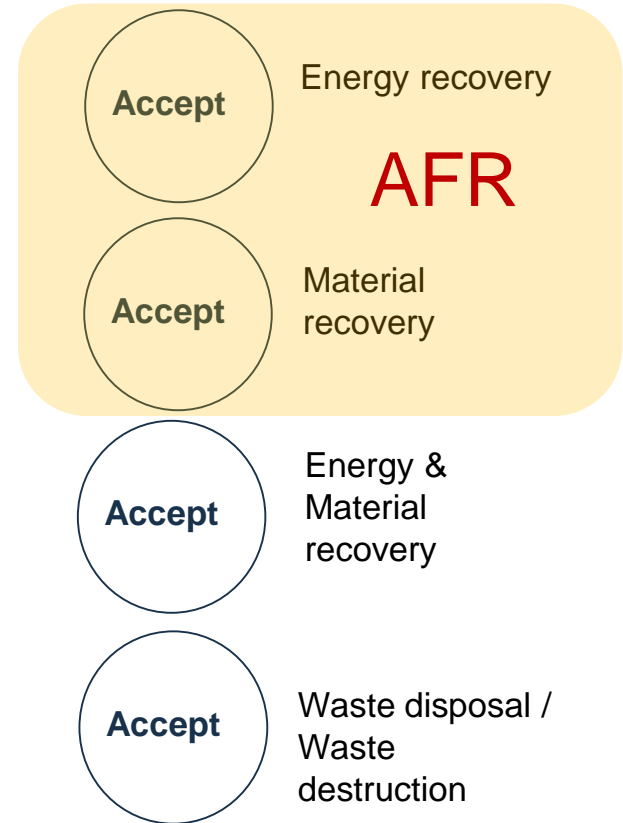 Accept
Energy recovery
AFR
Accept
Material
recovery
Accept
Energy &
Material
recovery
Accept
Waste disposal /
Waste
destruction